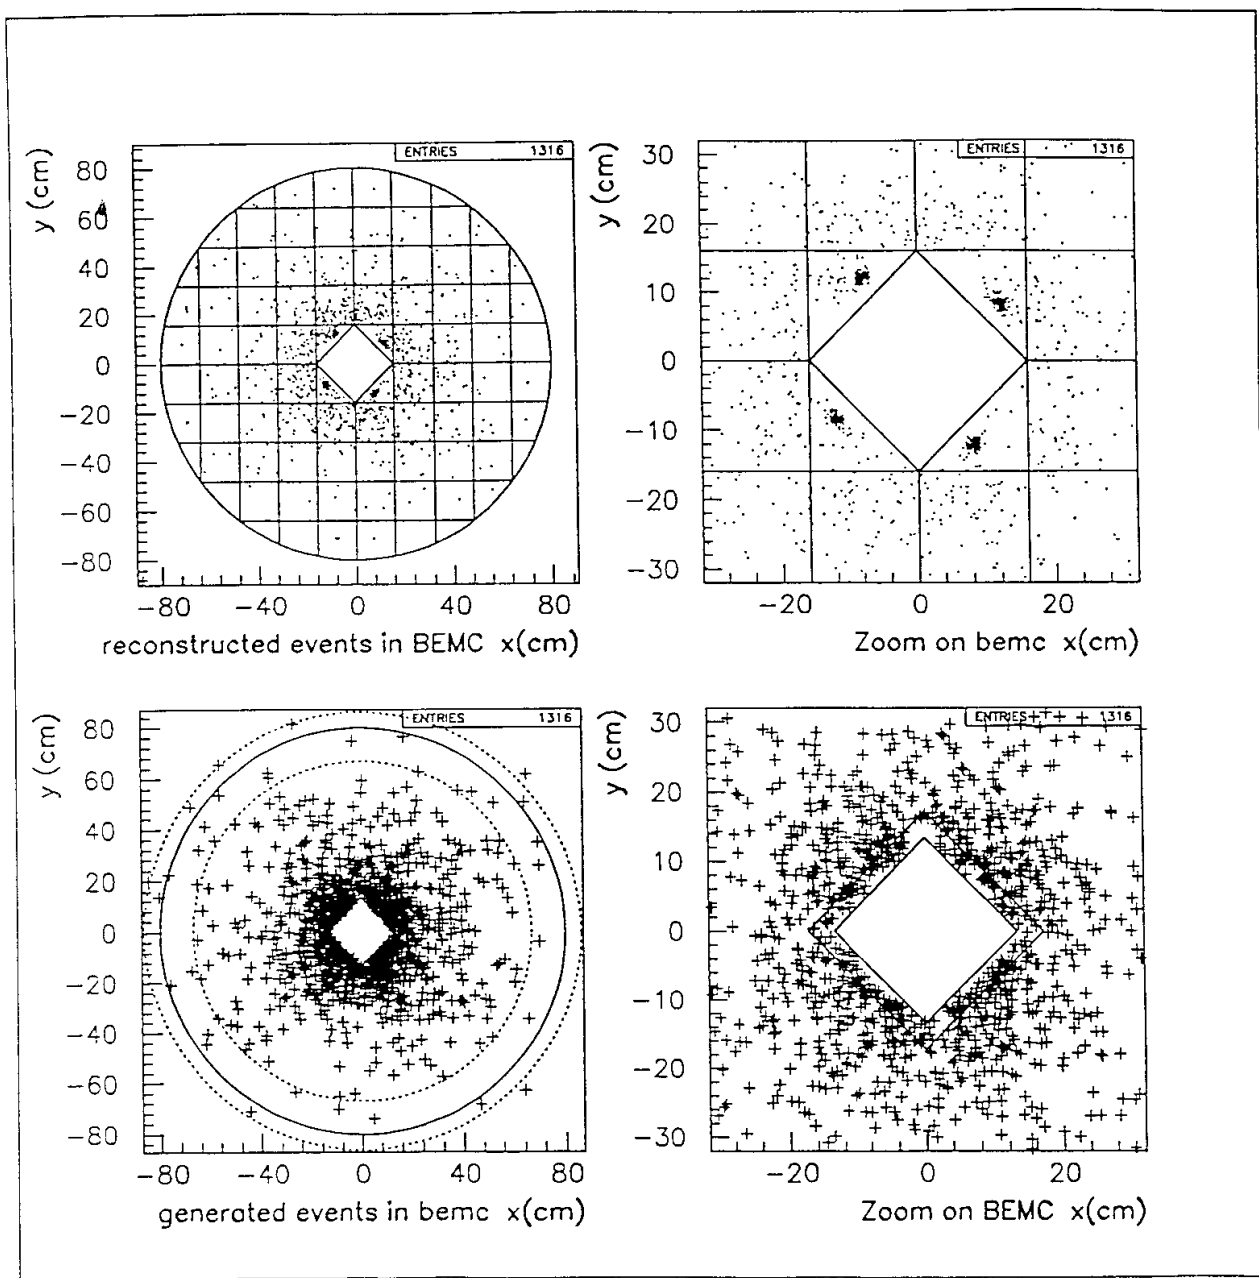 ENTRIES 1316
y (cm)
80
60
40
20
0
−20
−40
−60
−80
−80 −40 0 40 80
reconstructed events in BEMC x(cm)
ENTRIES 1316
y (cm)
30
20
10
0
−10
−20
−30
−20 0 20
Zoom on bemc x(cm)
ENTRIES 1316
y (cm)
80
60
40
20
0
−20
−40
−60
−80
−80 −40 0 40 80
generated events in bemc x(cm)
ENTRIES 1316
y (cm)
30
20
10
0
−10
−20
−30
−20 0 20
Zoom on BEMC x(cm)